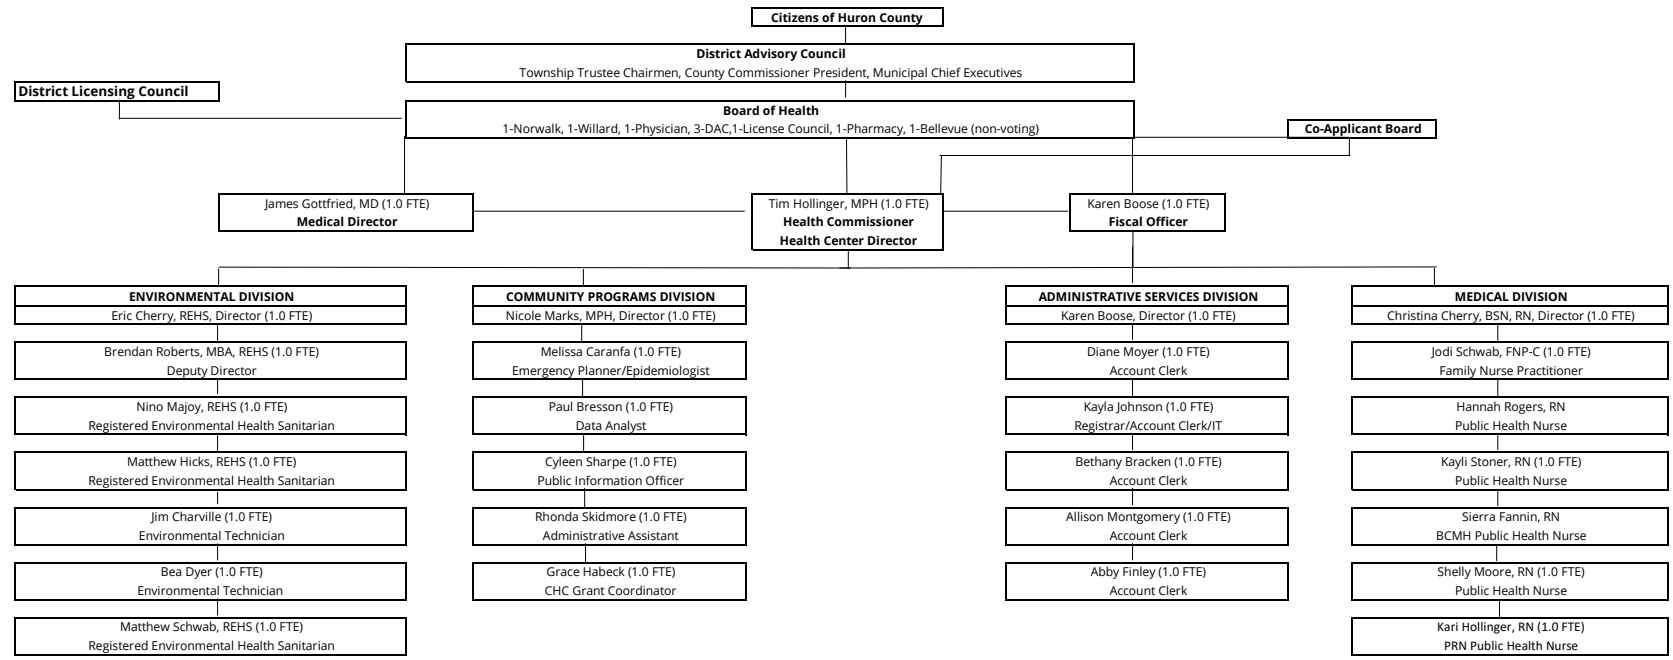 Citizens of Huron County
District Advisory Council
Township Trustee Chairmen, County Commissioner President, Municipal Chief Executives
District Licensing Council
Board of Health
1-Norwalk, 1-Willard, 1-Physician, 3-DAC,1-License Council, 1-Pharmacy, 1-Bellevue (non-voting)
Co-Applicant Board
James Gottfried, MD (1.0 FTE)
Medical Director
Tim Hollinger, MPH (1.0 FTE)
Health Commissioner
Health Center Director
Karen Boose (1.0 FTE)
Fiscal Officer
ENVIRONMENTAL DIVISION
Eric Cherry, REHS, Director (1.0 FTE)
Brendan Roberts, MBA, REHS (1.0 FTE)
Deputy Director
Nino Majoy, REHS (1.0 FTE)
Registered Environmental Health Sanitarian
Matthew Hicks, REHS (1.0 FTE)
Registered Environmental Health Sanitarian
Jim Charville (1.0 FTE)
Environmental Technician
Bea Dyer (1.0 FTE)
Environmental Technician
Matthew Schwab, REHS (1.0 FTE)
Registered Environmental Health Sanitarian
COMMUNITY PROGRAMS DIVISION
Nicole Marks, MPH, Director (1.0 FTE)
Melissa Caranfa (1.0 FTE)
Emergency Planner/Epidemiologist
Paul Bresson (1.0 FTE)
Data Analyst
Cyleen Sharpe (1.0 FTE)
Public Information Officer
Rhonda Skidmore (1.0 FTE)
Administrative Assistant
Grace Habeck (1.0 FTE)
CHC Grant Coordinator
ADMINISTRATIVE SERVICES DIVISION
Karen Boose, Director (1.0 FTE)
Diane Moyer (1.0 FTE)
Account Clerk
Kayla Johnson (1.0 FTE)
Registrar/Account Clerk/IT
Bethany Bracken (1.0 FTE)
Account Clerk
Allison Montgomery (1.0 FTE)
Account Clerk
Abby Finley (1.0 FTE)
Account Clerk
MEDICAL DIVISION
Christina Cherry, BSN, RN, Director (1.0 FTE)
Jodi Schwab, FNP-C (1.0 FTE)
Family Nurse Practitioner
Hannah Rogers, RN
Public Health Nurse
Kayli Stoner, RN (1.0 FTE)
Public Health Nurse
Sierra Fannin, RN
BCMH Public Health Nurse
Shelly Moore, RN (1.0 FTE)
Public Health Nurse
Kari Hollinger, RN (1.0 FTE)
PRN Public Health Nurse